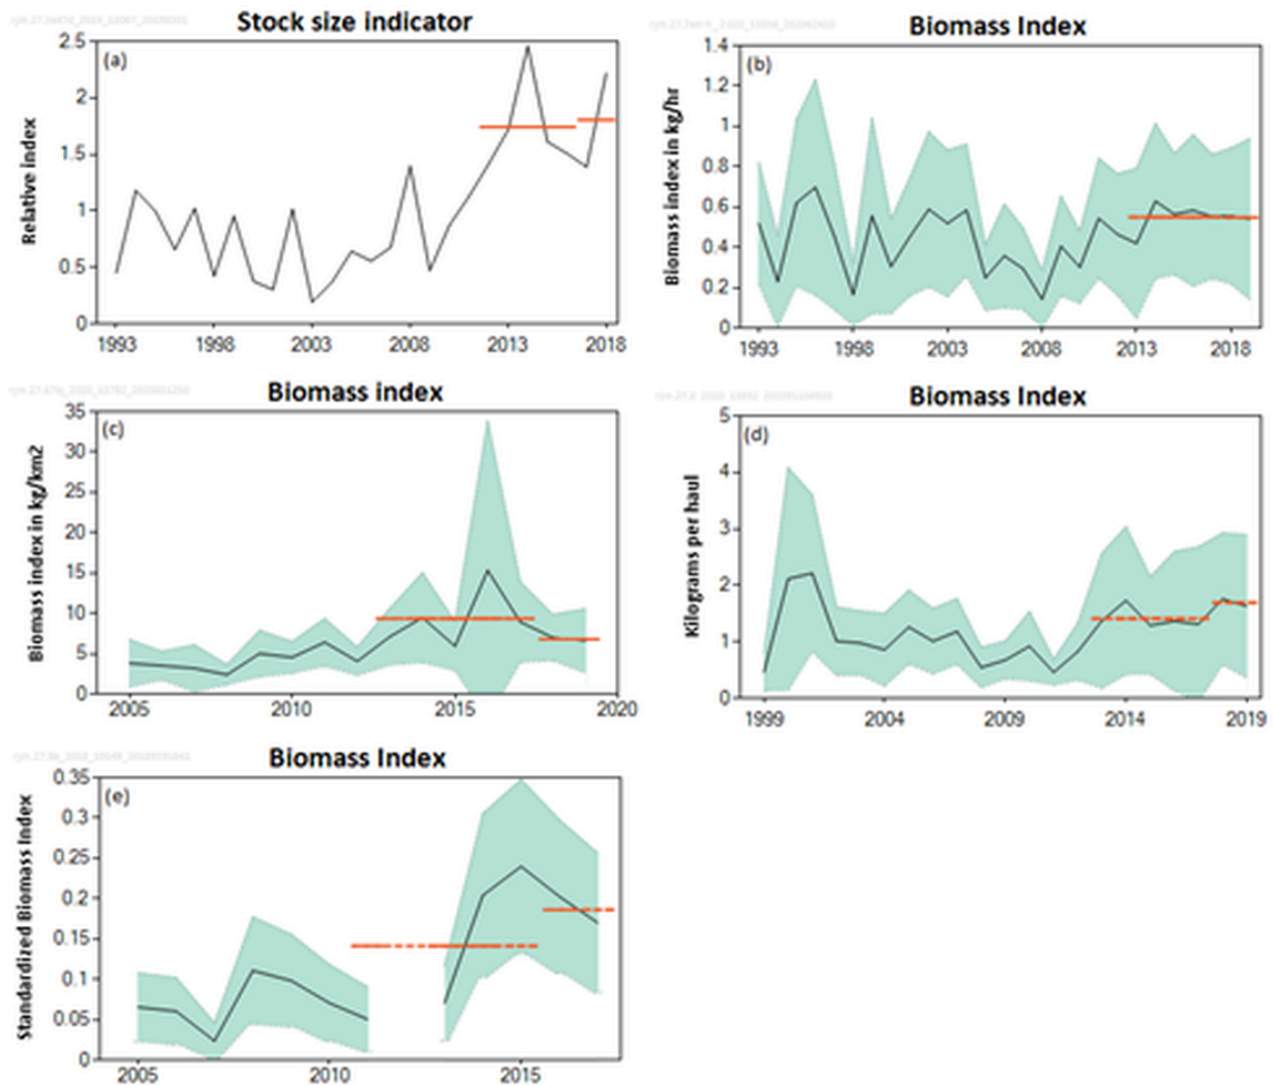 Stock size indicator
(a)
Relative index
2.5
2
1.5
1
0.5
0
1993 1998 2003 2008 2013 2018
Biomass Index
(b)
Biomass index in kg/hr
1.4
1.2
1
0.8
0.6
0.4
0.2
0
1993 1998 2003 2008 2013 2018
Biomass index
(c)
Biomass index in kg/km2
35
30
25
20
15
10
5
0
2005 2010 2015 2020
Biomass Index
(d)
Kilograms per haul
5
4
3
2
1
0
1999 2004 2009 2014 2019
Biomass Index
(e)
Standardized Biomass Index
0.35
0.3
0.25
0.2
0.15
0.1
0.05
0
2005 2010 2015